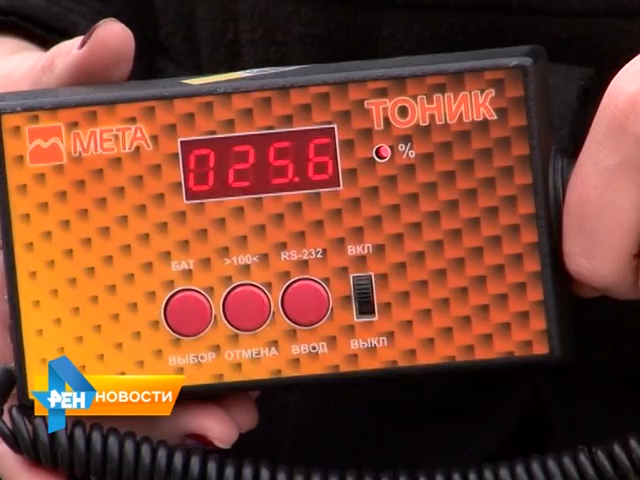 МЕТА
ТОНИК
025.6
%
БАТ >100< RS-232 ВКЛ
ВЫБОР ОТМЕНА ВВОД ВЫКЛ
РЕН НОВОСТИ